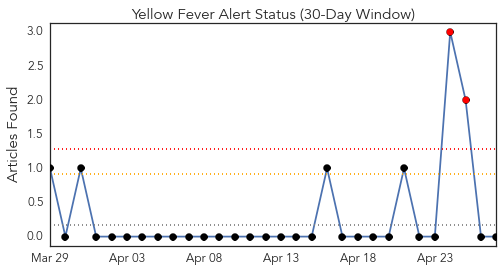 Yellow Fever Alert Status (30-Day Window)
Articles Found
3.0
2.5
2.0
1.5
1.0
0.5
0.0
Mar 29 Apr 03 Apr 08 Apr 13 Apr 18 Apr 23